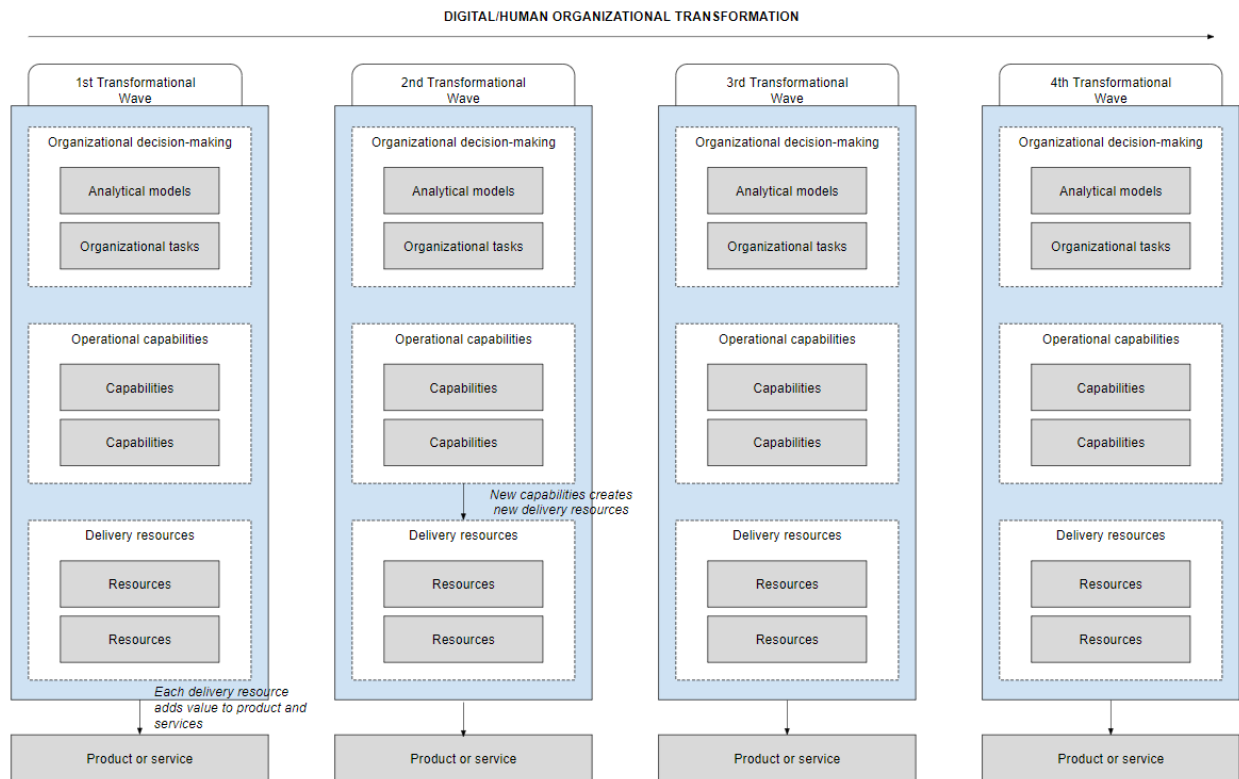 DIGITAL/HUMAN ORGANIZATIONAL TRANSFORMATION
1st Transformational
Wave
Organizational decision-making
Analytical models
Organizational tasks
Operational capabilities
Capabilities
Capabilities
Delivery resources
Resources
Resources
Each delivery resource
adds value to product and
services
Product or service
2nd Transformational
Wave
Organizational decision-making
Analytical models
Organizational tasks
Operational capabilities
Capabilities
Capabilities
New capabilities creates
new delivery resources
Delivery resources
Resources
Resources
Product or service
3rd Transformational
Wave
Organizational decision-making
Analytical models
Organizational tasks
Operational capabilities
Capabilities
Capabilities
Delivery resources
Resources
Resources
Product or service
4th Transformational
Wave
Organizational decision-making
Analytical models
Organizational tasks
Operational capabilities
Capabilities
Capabilities
Delivery resources
Resources
Resources
Product or service